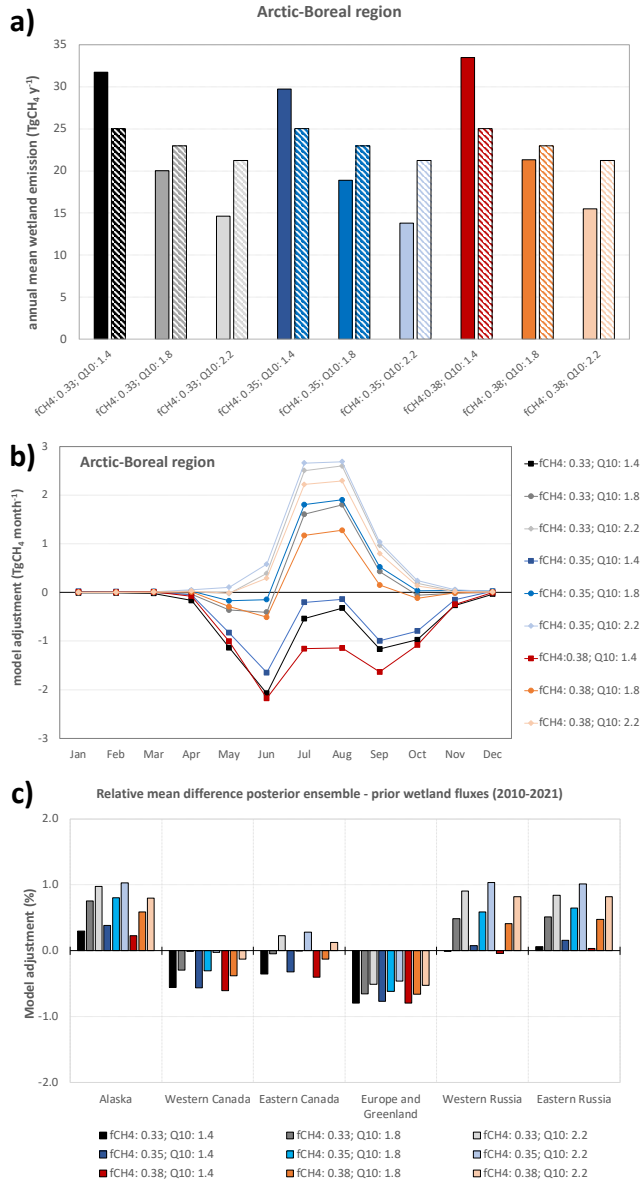 a)
Arctic-Boreal region
annual mean wetland emission (TgCH₄ y⁻¹)
35
30
25
20
15
10
5
0
fCH4: 0.33; Q10: 1.4
fCH4: 0.33; Q10: 1.8
fCH4: 0.33; Q10: 2.2
fCH4: 0.35; Q10: 1.4
fCH4: 0.35; Q10: 1.8
fCH4: 0.35; Q10: 2.2
fCH4:0.38; Q10: 1.4
fCH4: 0.38; Q10: 1.8
fCH4: 0.38; Q10: 2.2
b)
Arctic-Boreal region
model adjustment (TgCH₄ month⁻¹)
3
2
1
0
-1
-2
-3
Jan Feb Mar Apr May Jun Jul Aug Sep Oct Nov Dec
fCH4: 0.33; Q10: 1.4
fCH4: 0.33; Q10: 1.8
fCH4: 0.33; Q10: 2.2
fCH4: 0.35; Q10: 1.4
fCH4: 0.35; Q10: 1.8
fCH4: 0.35; Q10: 2.2
fCH4:0.38; Q10: 1.4
fCH4: 0.38; Q10: 1.8
fCH4: 0.38; Q10: 2.2
c)
Relative mean difference posterior ensemble - prior wetland fluxes (2010-2021)
Model adjustment (%)
2.0
1.0
0.0
-1.0
-2.0
Alaska Western Canada Eastern Canada Europe and Western Russia Eastern Russia
Greenland
fCH4: 0.33; Q10: 1.4 fCH4: 0.33; Q10: 1.8 fCH4: 0.33; Q10: 2.2
fCH4: 0.35; Q10: 1.4 fCH4: 0.35; Q10: 1.8 fCH4: 0.35; Q10: 2.2
fCH4: 0.38; Q10: 1.4 fCH4: 0.38; Q10: 1.8 fCH4: 0.38; Q10: 2.2